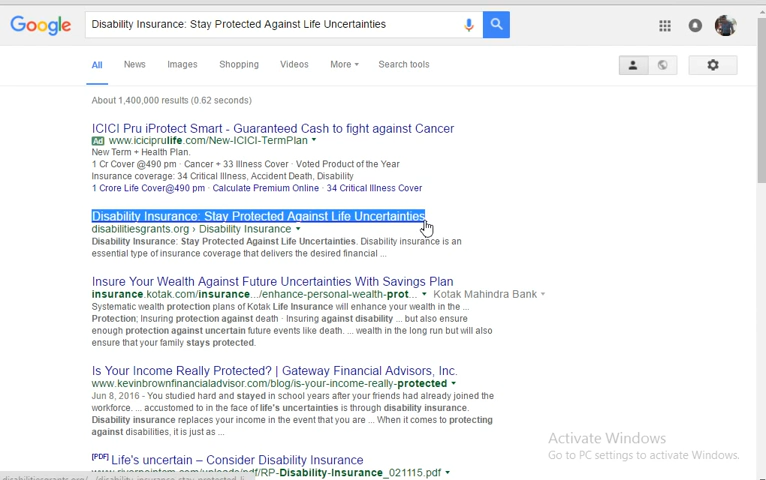 Google
Disability Insurance: Stay Protected Against Life Uncertainties
All News Images Shopping Videos More Search tools
About 1,400,000 results (0.62 seconds)
ICICI Pru iProtect Smart - Guaranteed Cash to fight against Cancer
Ad www.iciciprulife.com/New-ICICI-TermPlan
New Term + Health Plan.
1 Cr Cover @490 pm · Cancer + 33 Illness Cover · Voted Product of the Year
Insurance coverage: 34 Critical Illness, Accident Death, Disability
1 Crore Life Cover@490 pm · Calculate Premium Online · 34 Critical Illness Cover
Disability Insurance: Stay Protected Against Life Uncertainties
disabilitiesgrants.org › Disability Insurance
Disability Insurance: Stay Protected Against Life Uncertainties. Disability insurance is an
essential type of insurance coverage that delivers the desired financial ...
Insure Your Wealth Against Future Uncertainties With Savings Plan
insurance.kotak.com/insurance.../enhance-personal-wealth-prot... Kotak Mahindra Bank
Systematic wealth protection plans of Kotak Life Insurance will enhance your wealth in the ...
Protection; Insuring protection against death · Insuring against disability ... but also ensure
enough protection against uncertain future events like death. ... wealth in the long run but will also
ensure that your family stays protected.
Is Your Income Really Protected? | Gateway Financial Advisors, Inc.
www.kevinbrownfinancialadvisor.com/blog/is-your-income-really-protected
Jun 8, 2016 - You studied hard and stayed in school years after your friends had already joined the
workforce. ... accustomed to in the face of life's uncertainties is through disability insurance.
Disability insurance replaces your income in the event that you are ... When it comes to protecting
against disabilities, it is just as ...
[PDF] Life's uncertain – Consider Disability Insurance
www.riverpointcm.com/uploads/pdf/RP-Disability-Insurance_021115.pdf
Activate Windows
Go to PC settings to activate Windows.